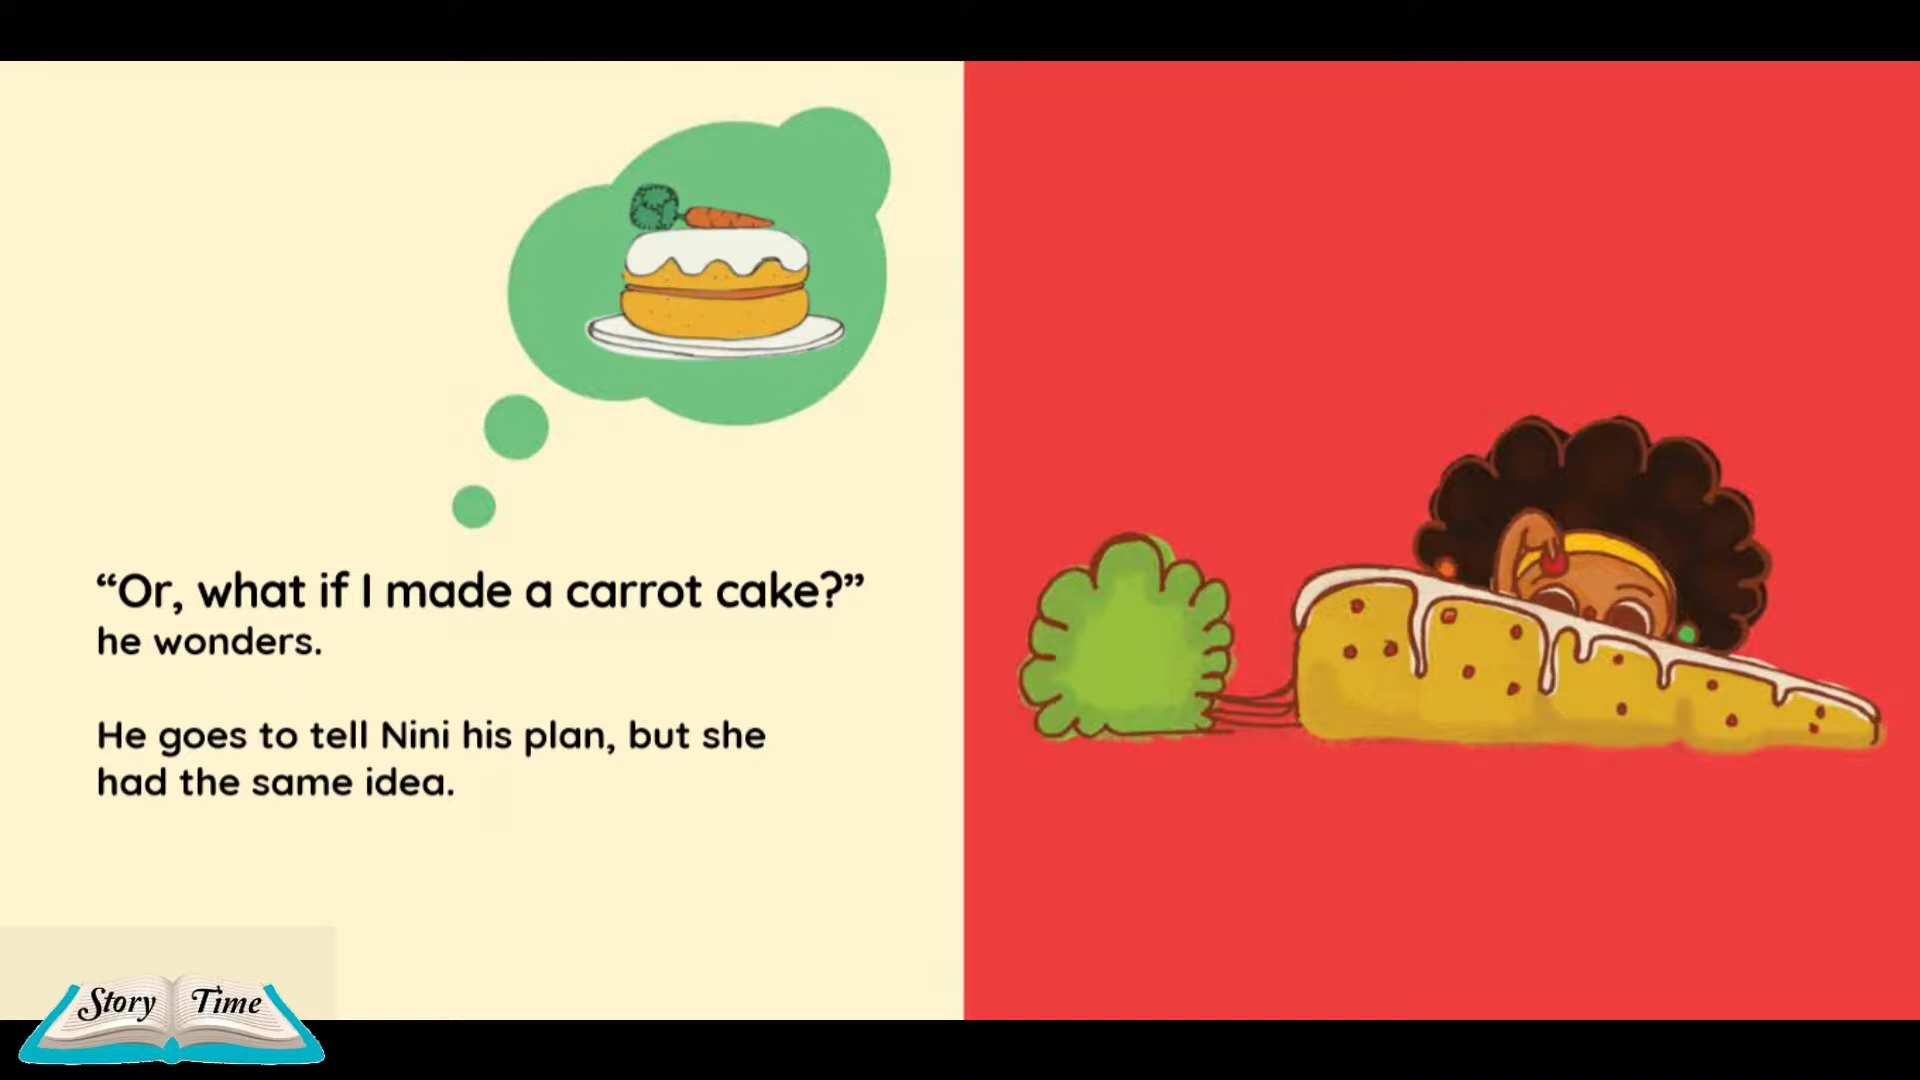 “Or, what if I made a carrot cake?”
he wonders.
He goes to tell Nini his plan, but she
had the same idea.
Story Time